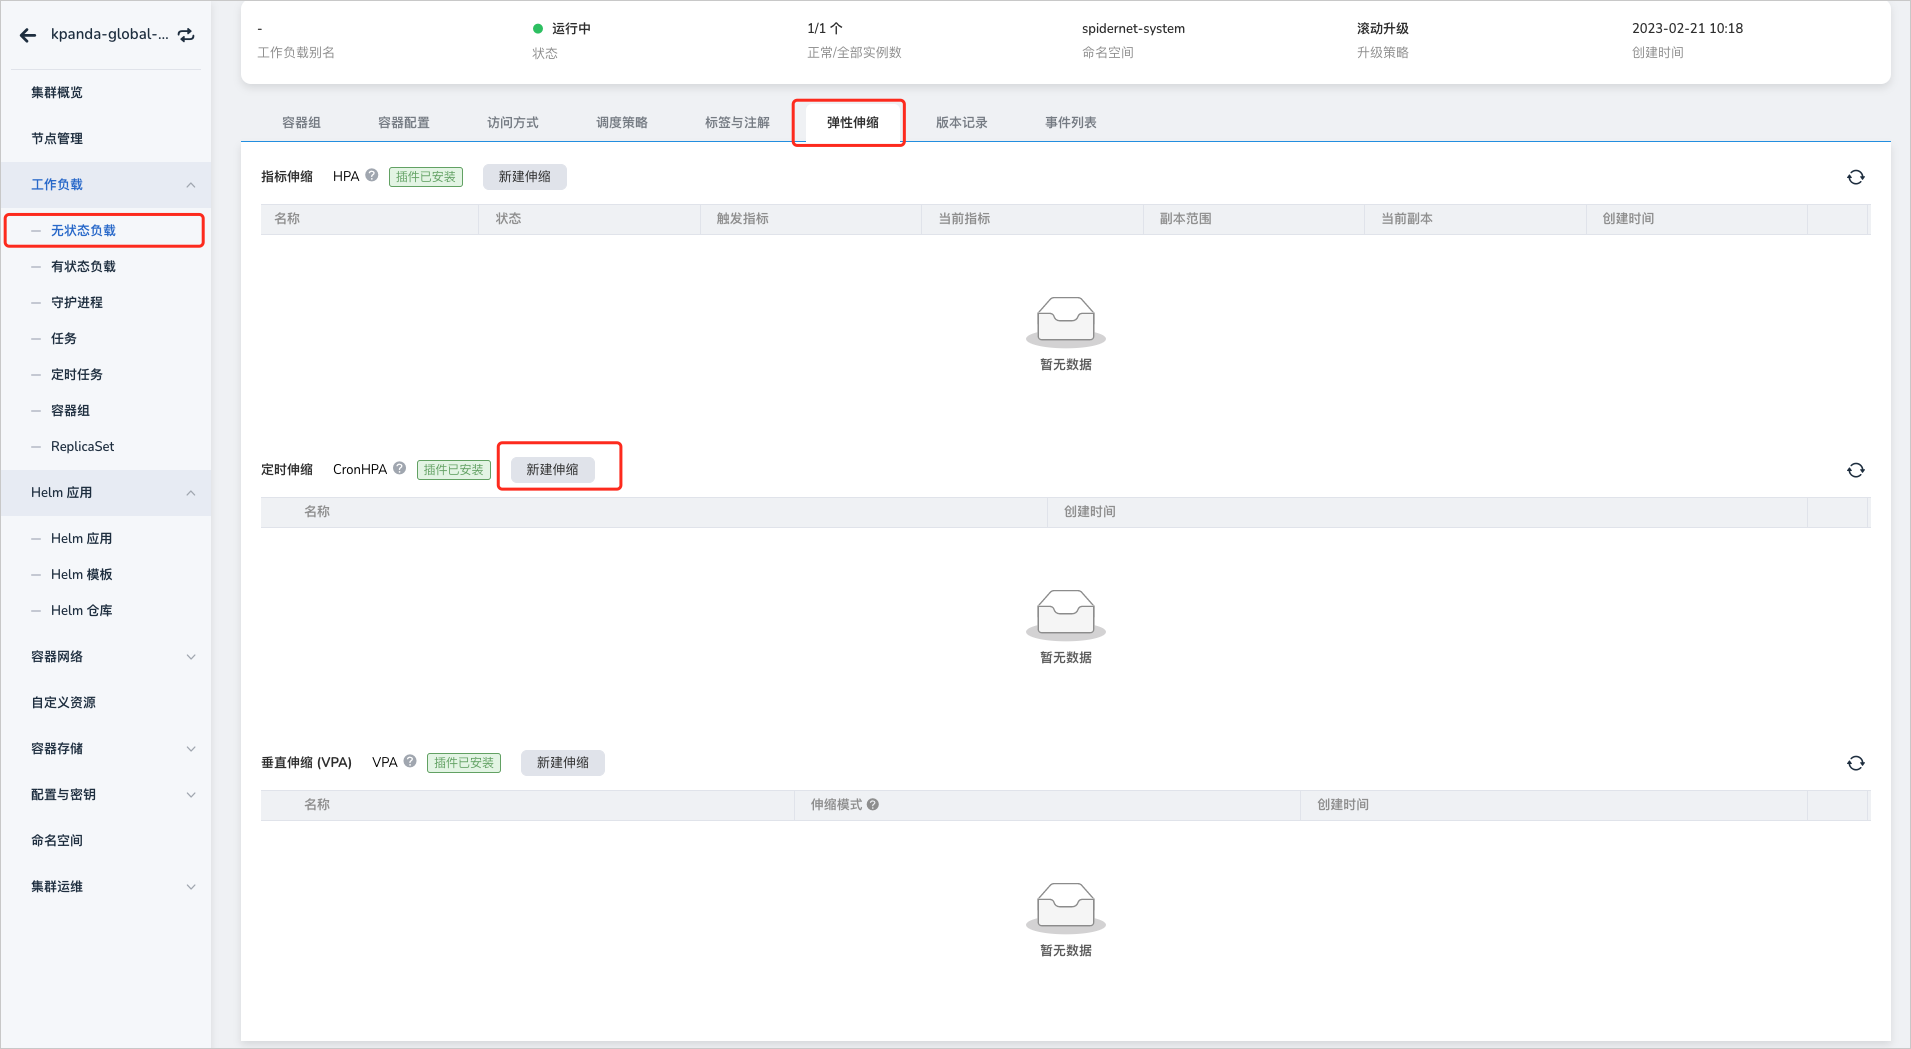 kpanda-global-...
集群概览
节点管理
工作负载
无状态负载
有状态负载
守护进程
任务
定时任务
容器组
ReplicaSet
Helm 应用
Helm 应用
Helm 模板
Helm 仓库
容器网络
自定义资源
容器存储
配置与密钥
命名空间
集群运维
- 运行中 1/1 个 spidernet-system 滚动升级 2023-02-21 10:18
工作负载别名 状态 正常/全部实例数 命名空间 升级策略 创建时间
容器组 容器配置 访问方式 调度策略 标签与注解 弹性伸缩 版本记录 事件列表
指标伸缩 HPA 插件已安装 新建伸缩
名称 状态 触发指标 当前指标 副本范围 当前副本 创建时间
暂无数据
定时伸缩 CronHPA 插件已安装 新建伸缩
名称 创建时间
暂无数据
垂直伸缩 (VPA) VPA 插件已安装 新建伸缩
名称 伸缩模式 创建时间
暂无数据